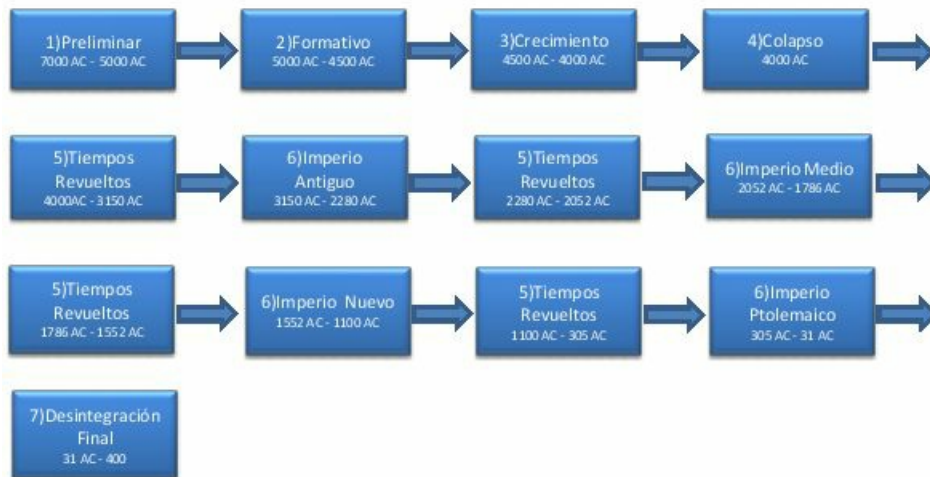 1)Preliminar
7000 AC - 5000 AC
2)Formativo
5000 AC - 4500 AC
3)Crecimiento
4500 AC - 4000 AC
4)Colapso
4000 AC
5)Tiempos
Revueltos
4000AC - 3150 AC
6)Imperio
Antiguo
3150 AC - 2280 AC
5)Tiempos
Revueltos
2280 AC - 2052 AC
6)Imperio Medio
2052 AC - 1786 AC
5)Tiempos
Revueltos
1786 AC - 1552 AC
6)Imperio Nuevo
1552 AC - 1100 AC
5)Tiempos
Revueltos
1100 AC - 305 AC
6)Imperio
Ptolemaico
305 AC - 31 AC
7)Desintegración
Final
31 AC - 400